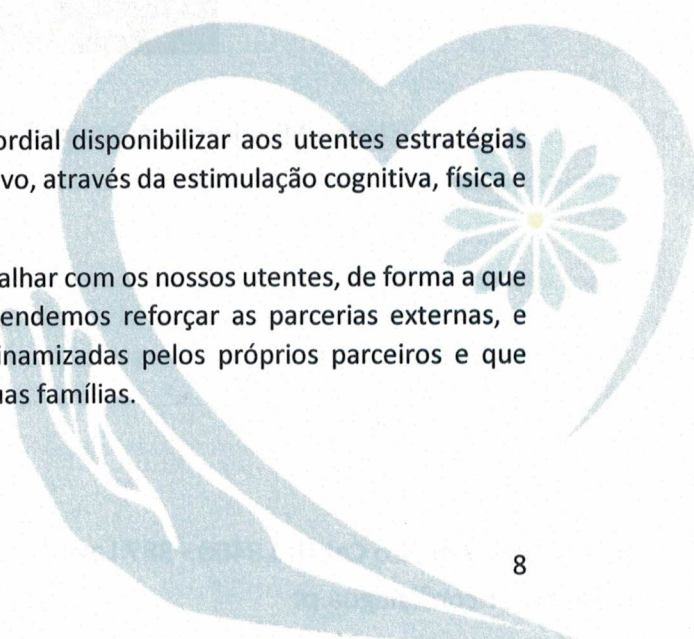 ordial disponibilizar aos utentes estratégias
vo, através da estimulação cognitiva, física e
alhar com os nossos utentes, de forma a que
endemos reforçar as parcerias externas, e
inamizadas pelos próprios parceiros e que
uas famílias.
8